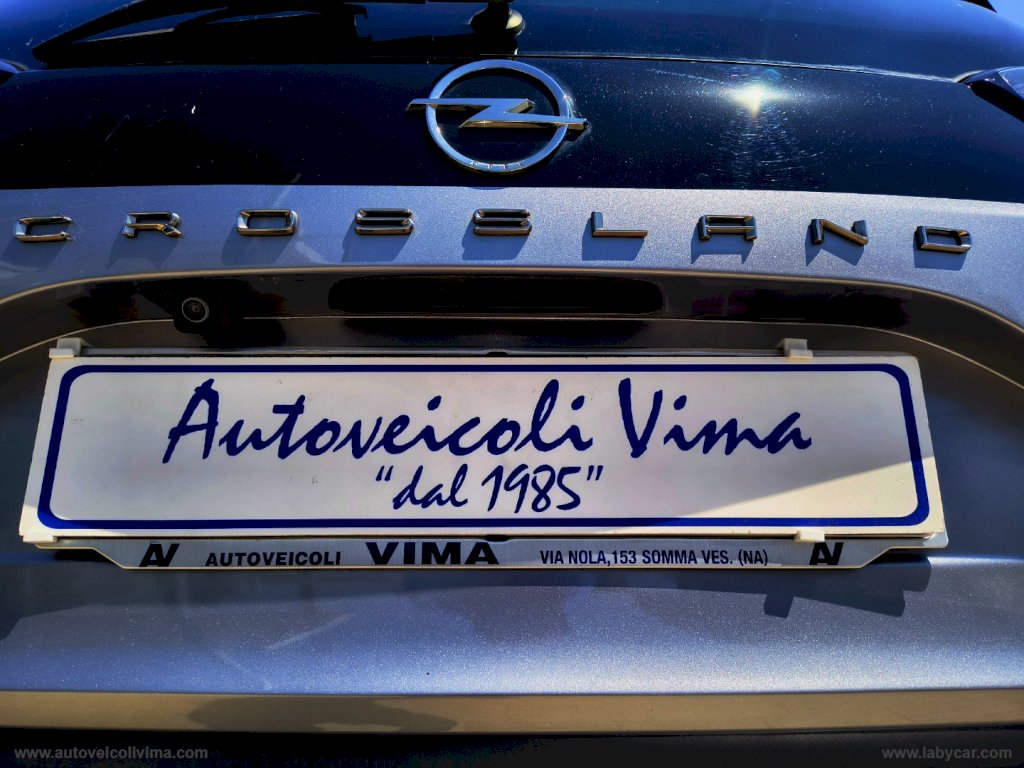 CROSSLAND
Autoveicoli Vima
“dal 1985”
AV AUTOVEICOLI VIMA VIA NOLA,153 SOMMA VES. (NA) AV
www.autoveicolivima.com
www.labycar.com